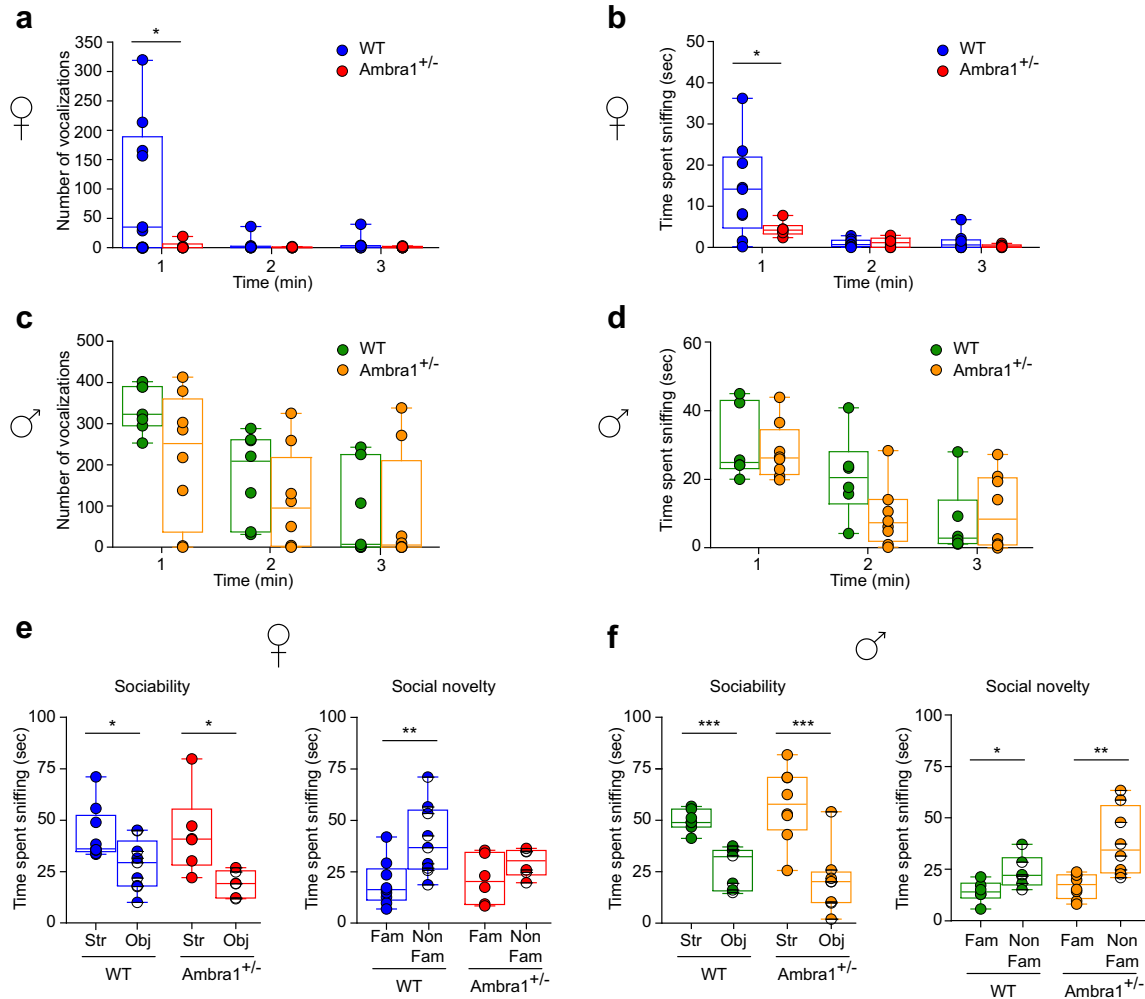 a
b
*
WT
Ambra1+/-
Number of vocalizations
350
300
250
200
150
100
50
0
1
2
3
Time (min)
♀
*
WT
Ambra1+/-
Time spent sniffing (sec)
50
40
30
20
10
0
1
2
3
Time (min)
♀
c
d
WT
Ambra1+/-
Number of vocalizations
500
400
300
200
100
0
1
2
3
Time (min)
♂
WT
Ambra1+/-
Time spent sniffing (sec)
60
40
20
0
1
2
3
Time (min)
♂
e
♀
Sociability
Time spent sniffing (sec)
100
75
50
25
0
*
*
Str
Obj
Str
Obj
WT
Ambra1+/-
Social novelty
Time spent sniffing (sec)
100
75
50
25
0
**
Fam
Non
Fam
Fam
Non
Fam
WT
Ambra1+/-
f
♂
Sociability
Time spent sniffing (sec)
100
75
50
25
0
***
***
Str
Obj
Str
Obj
WT
Ambra1+/-
Social novelty
Time spent sniffing (sec)
100
75
50
25
0
*
**
Fam
Non
Fam
Fam
Non
Fam
WT
Ambra1+/-